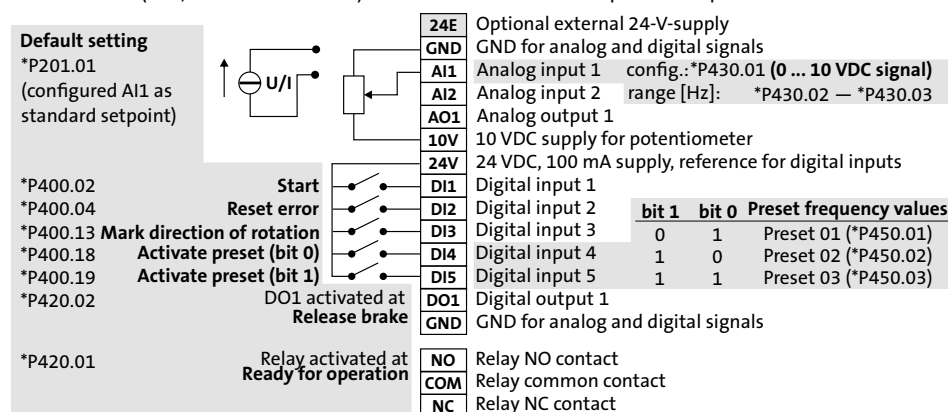 24E Optional external 24-V-supply
Default setting
GND GND for analog and digital signals
*P201.01
AI1 Analog input 1 config.:*P430.01 (0 ... 10 VDC signal)
(configured AI1 as
U/I
AI2 Analog input 2 range [Hz]: *P430.02 — *P430.03
standard setpoint)
AO1 Analog output 1
10V 10 VDC supply for potentiometer
24V 24 VDC, 100 mA supply, reference for digital inputs
*P400.02 Start DI1 Digital input 1
*P400.04 Reset error DI2 Digital input 2 bit 1 bit 0 Preset frequency values
*P400.13 Mark direction of rotation DI3 Digital input 3 0 1 Preset 01 (*P450.01)
*P400.18 Activate preset (bit 0) DI4 Digital input 4 1 0 Preset 02 (*P450.02)
*P400.19 Activate preset (bit 1) DI5 Digital input 5 1 1 Preset 03 (*P450.03)
*P420.02 DO1 activated at DO1 Digital output 1
Release brake GND GND for analog and digital signals
*P420.01 Relay activated at NO Relay NO contact
Ready for operation COM Relay common contact
NC Relay NC contact